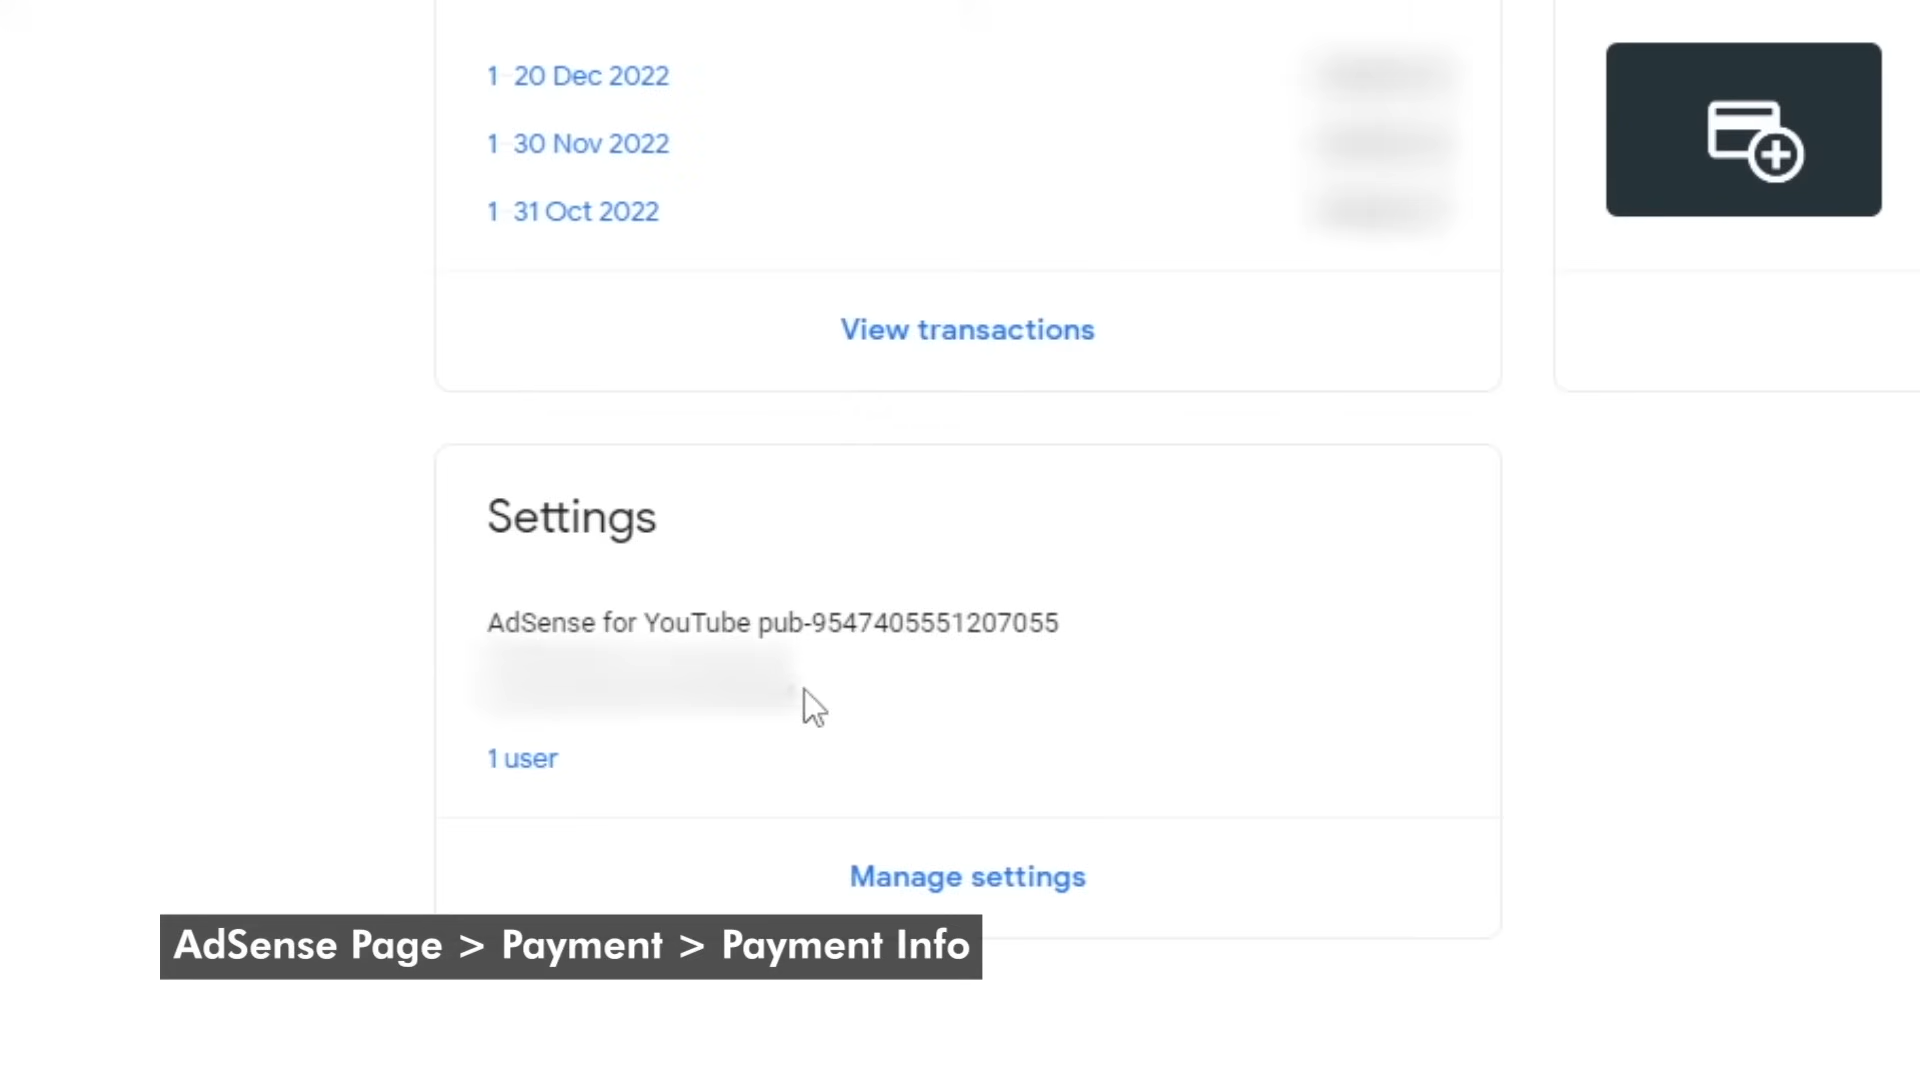 1 20 Dec 2022
1 30 Nov 2022
1 31 Oct 2022
View transactions
Settings
AdSense for YouTube pub-9547405551207055
1 user
Manage settings
AdSense Page > Payment > Payment Info